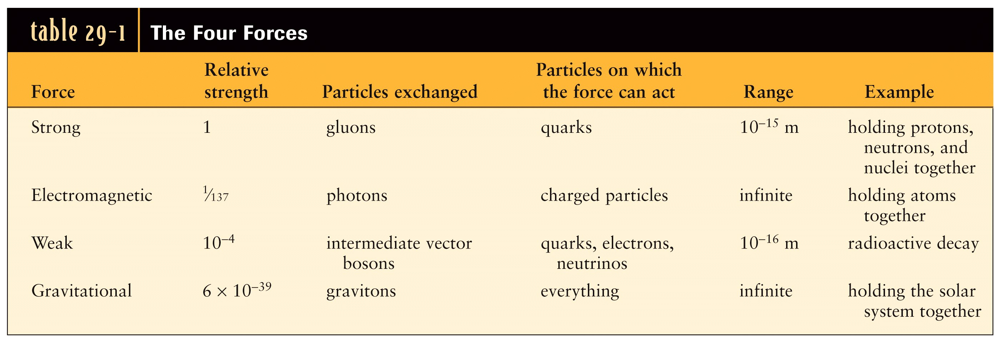 table 29-1 The Four Forces
Force Relative strength Particles exchanged Particles on which the force can act Range Example
Strong 1 gluons quarks 10⁻¹⁵ m holding protons, neutrons, and nuclei together
Electromagnetic 1/137 photons charged particles infinite holding atoms together
Weak 10⁻⁴ intermediate vector bosons quarks, electrons, neutrinos 10⁻¹⁶ m radioactive decay
Gravitational 6 × 10⁻³⁹ gravitons everything infinite holding the solar system together